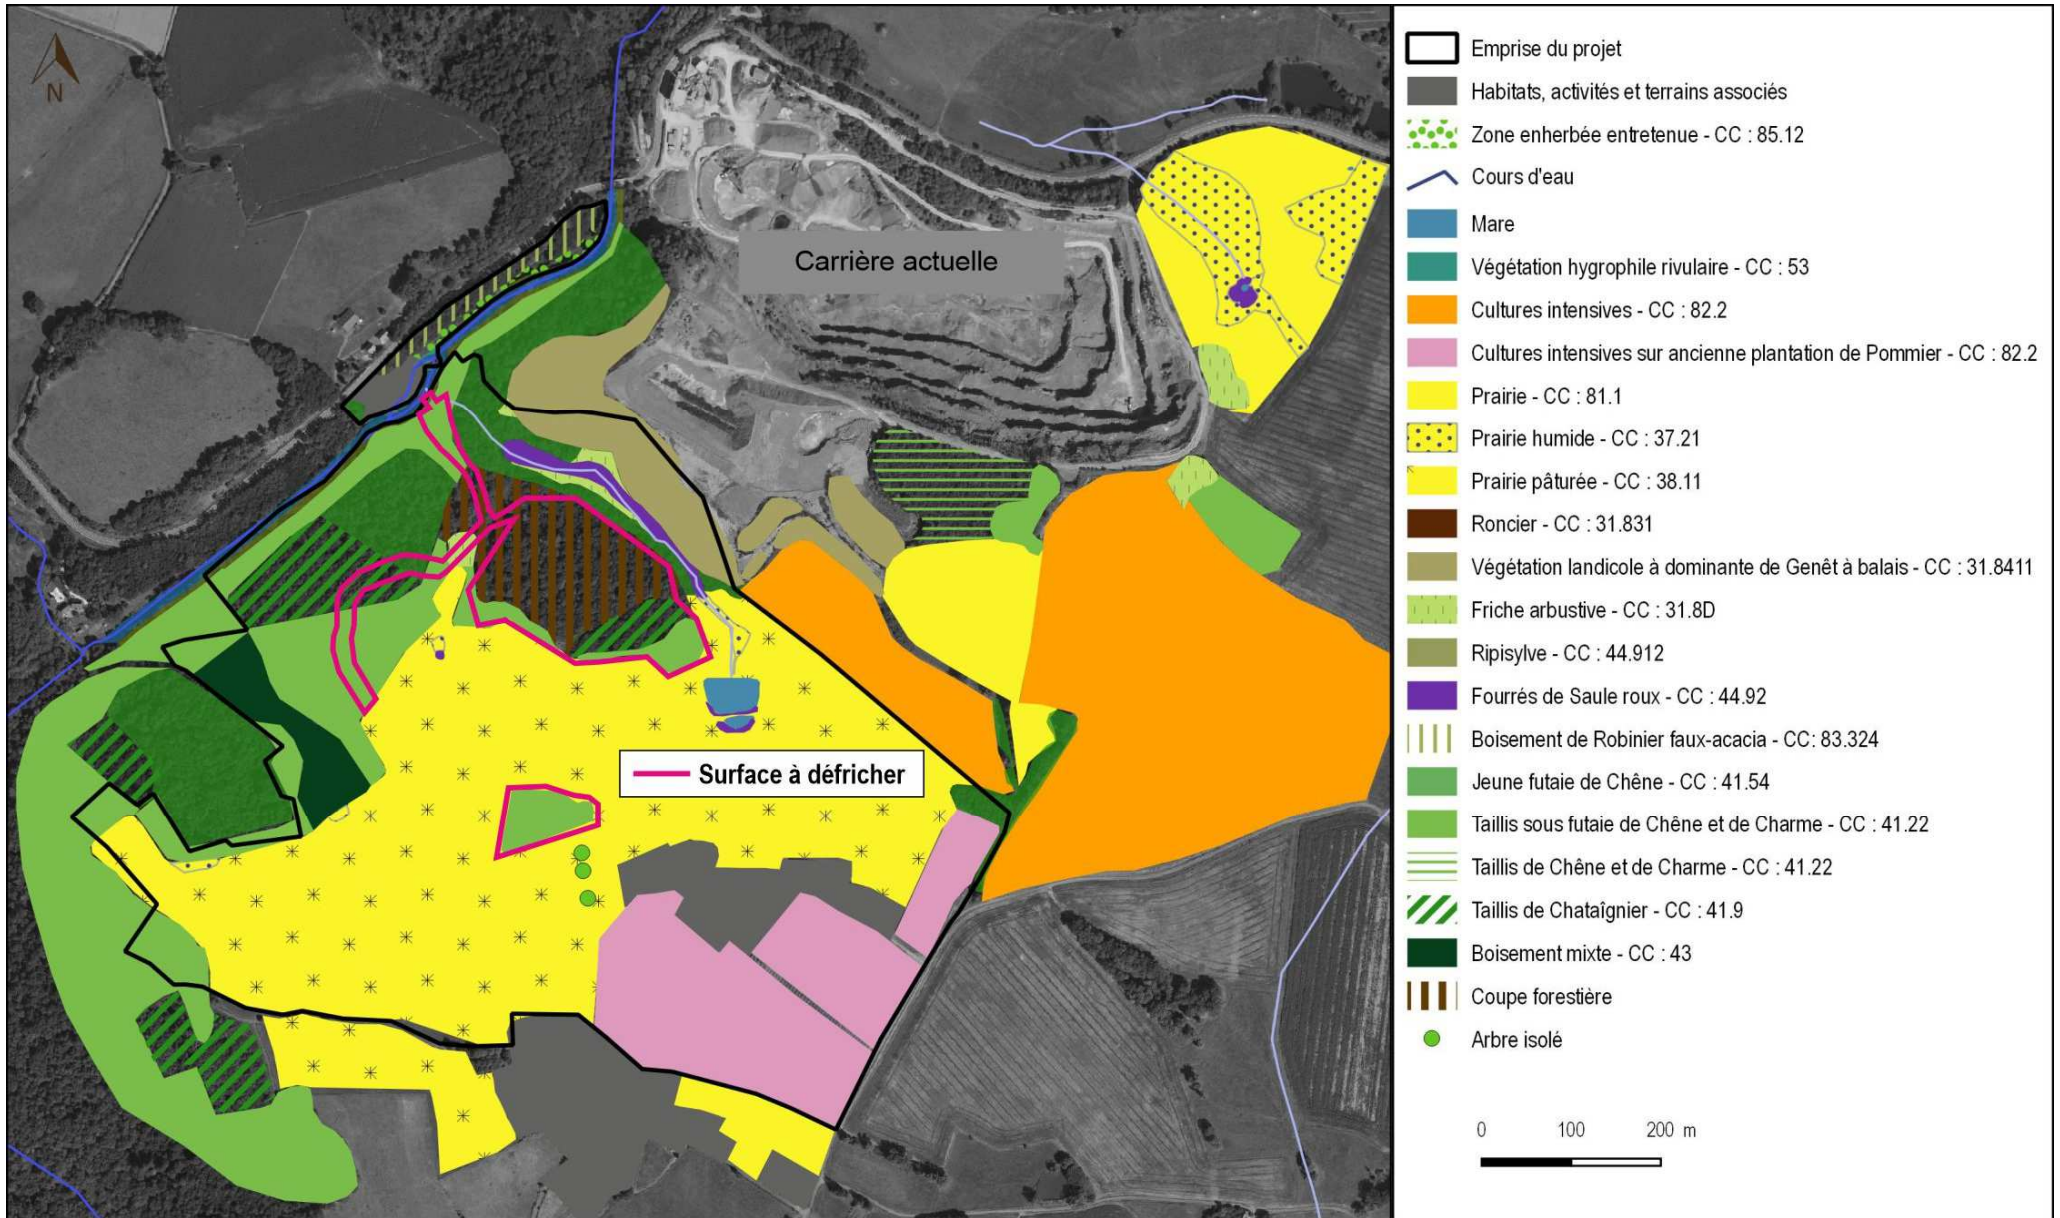 N
Carrière actuelle
Surface à défricher
Emprise du projet
Habitats, activités et terrains associés
Zone enherbée entretenue - CC : 85.12
Cours d'eau
Mare
Végétation hygrophile rivulaire - CC : 53
Cultures intensives - CC : 82.2
Cultures intensives sur ancienne plantation de Pommier - CC : 82.2
Prairie - CC : 81.1
Prairie humide - CC : 37.21
Prairie pâturée - CC : 38.11
Roncier - CC : 31.831
Végétation landicole à dominante de Genêt à balais - CC : 31.8411
Friche arbustive - CC : 31.8D
Ripisylve - CC : 44.912
Fourrés de Saule roux - CC : 44.92
Boisement de Robinier faux-acacia - CC: 83.324
Jeune futaie de Chêne - CC : 41.54
Taillis sous futaie de Chêne et de Charme - CC : 41.22
Taillis de Chêne et de Charme - CC : 41.22
Taillis de Chataîgnier - CC : 41.9
Boisement mixte - CC : 43
Coupe forestière
Arbre isolé
0 100 200 m